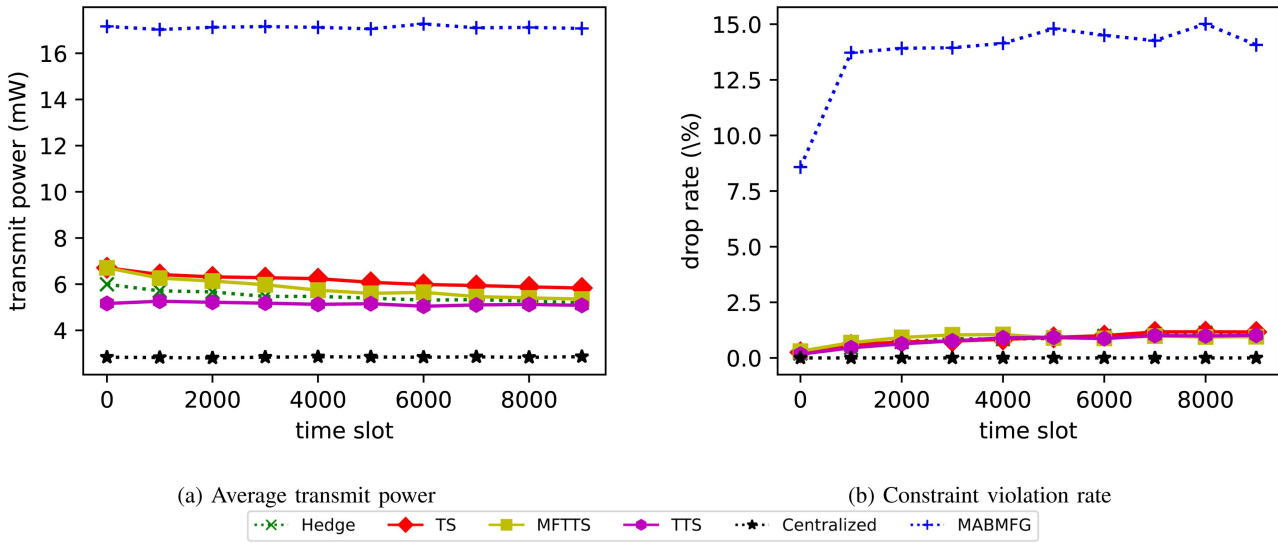 16
14
12
10
8
6
4
transmit power (mW)
0 2000 4000 6000 8000
time slot
15.0
12.5
10.0
7.5
5.0
2.5
0.0
drop rate (\%)
0 2000 4000 6000 8000
time slot
(a) Average transmit power
(b) Constraint violation rate
Hedge TS MFTTS TTS Centralized MABMFG